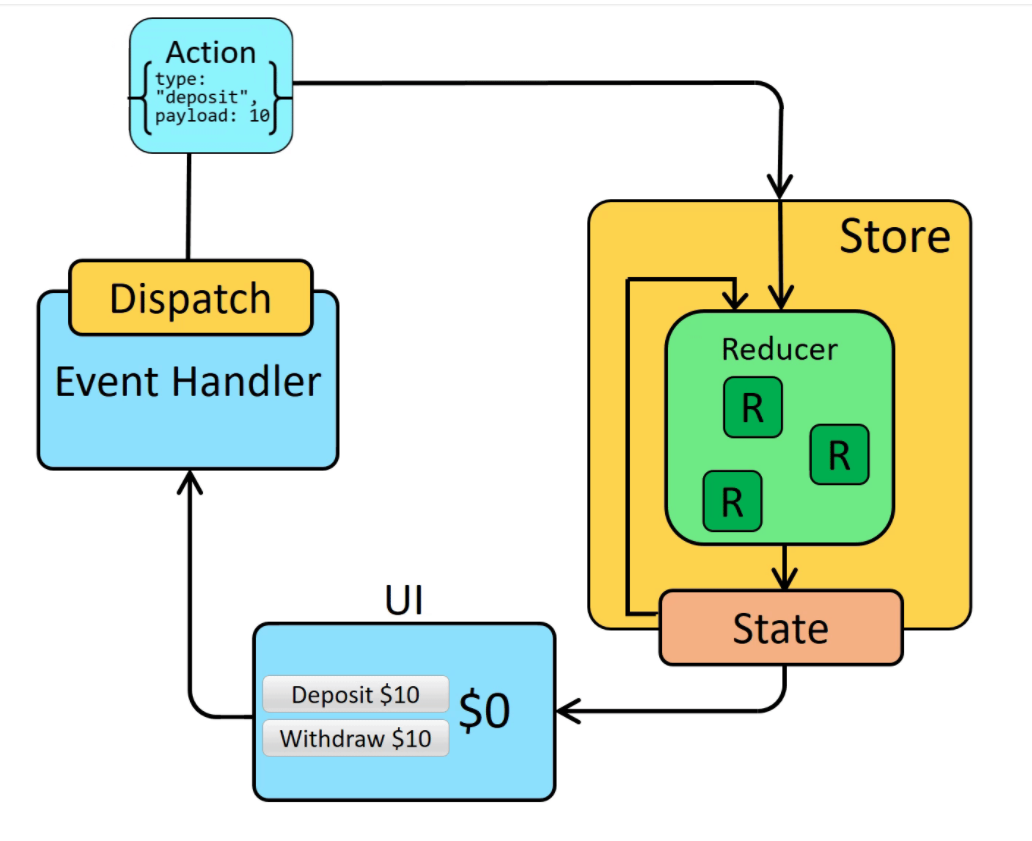 Action
type:
"deposit",
payload: 10
Store
Dispatch
Event Handler
Reducer
R
R
R
UI
State
Deposit $10
$0
Withdraw $10